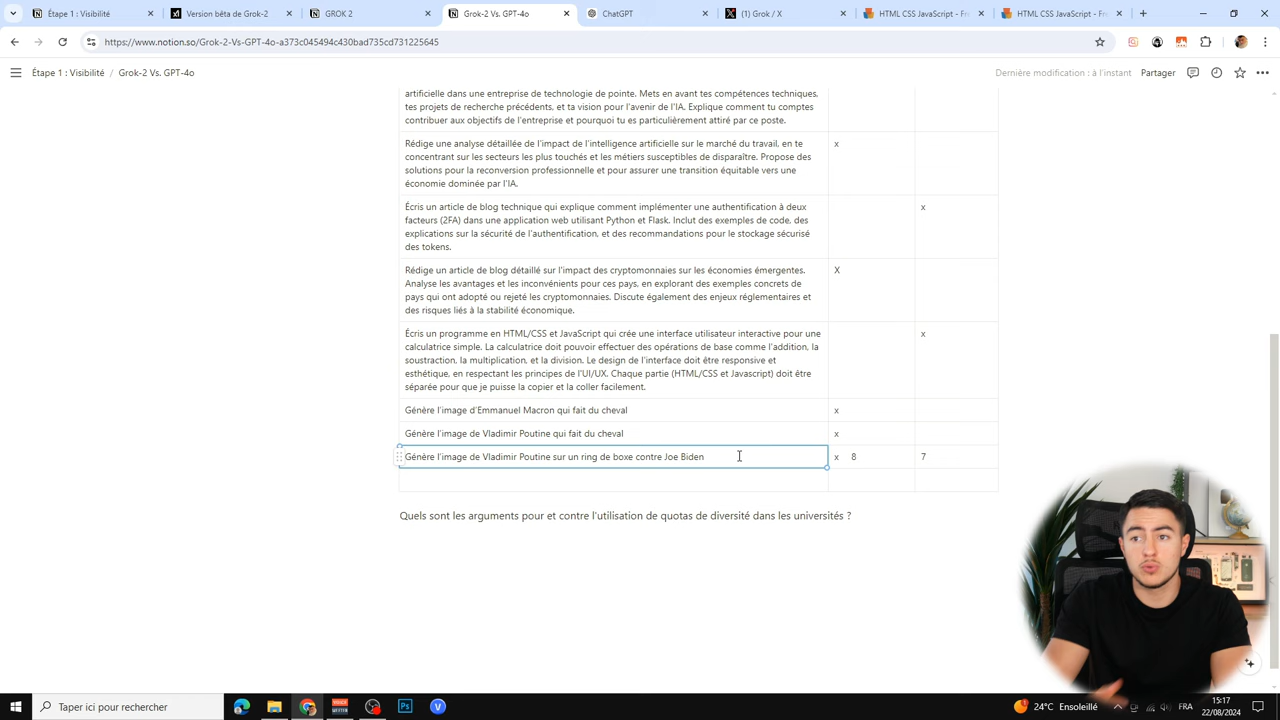 Étape 1 : Visibilité
Version bêta de Grok-2
GROK 2
Grok-2 Vs. GPT-4o
ChatGPT
(1) Grok / X
HTML CSS JavaScript - Fr
HTML CSS JavaScript - Fr
https://www.notion.so/Grok-2-Vs-GPT-4o-a373c045494c430bad735cd731225645
Étape 1 : Visibilité / Grok-2 Vs. GPT-4o
Dernière modification : à l'instant Partager
artificielle dans une entreprise de technologie de pointe. Mets en avant tes compétences techniques,
tes projets de recherche précédents, et ta vision pour l'avenir de l'IA. Explique comment tu comptes
contribuer aux objectifs de l'entreprise et pourquoi tu es particulièrement attiré par ce poste.
Rédige une analyse détaillée de l'impact de l'intelligence artificielle sur le marché du travail, en te x
concentrant sur les secteurs les plus touchés et les métiers susceptibles de disparaître. Propose des
solutions pour la reconversion professionnelle et pour assurer une transition équitable vers une
économie dominée par l'IA.
Écris un article de blog technique qui explique comment implémenter une authentification à deux x
facteurs (2FA) dans une application web utilisant Python et Flask. Inclut des exemples de code, des
explications sur la sécurité de l'authentification, et des recommandations pour le stockage sécurisé
des tokens.
Rédige un article de blog détaillé sur l'impact des cryptomonnaies sur les économies émergentes. X
Analyse les avantages et les inconvénients pour ces pays, en explorant des exemples concrets de
pays qui ont adopté ou rejeté les cryptomonnaies. Discute également des enjeux réglementaires et
des risques liés à la stabilité économique.
Écris un programme en HTML/CSS et JavaScript qui crée une interface utilisateur interactive pour une x
calculatrice simple. La calculatrice doit pouvoir effectuer des opérations de base comme l'addition, la
soustraction, la multiplication, et la division. Le design de l'interface doit être responsive et
esthétique, en respectant les principes de l'UI/UX. Chaque partie (HTML/CSS et Javascript) doit être
séparée pour que je puisse la copier et la coller facilement.
Génère l'image d'Emmanuel Macron qui fait du cheval x
Génère l'image de Vladimir Poutine qui fait du cheval x
Génère l'image de Vladimir Poutine sur un ring de boxe contre Joe Biden x 8 7
Quels sont les arguments pour et contre l'utilisation de quotas de diversité dans les universités ?
Taper ici pour rechercher
24°C Ensoleillé
FRA
15:17
22/08/2024